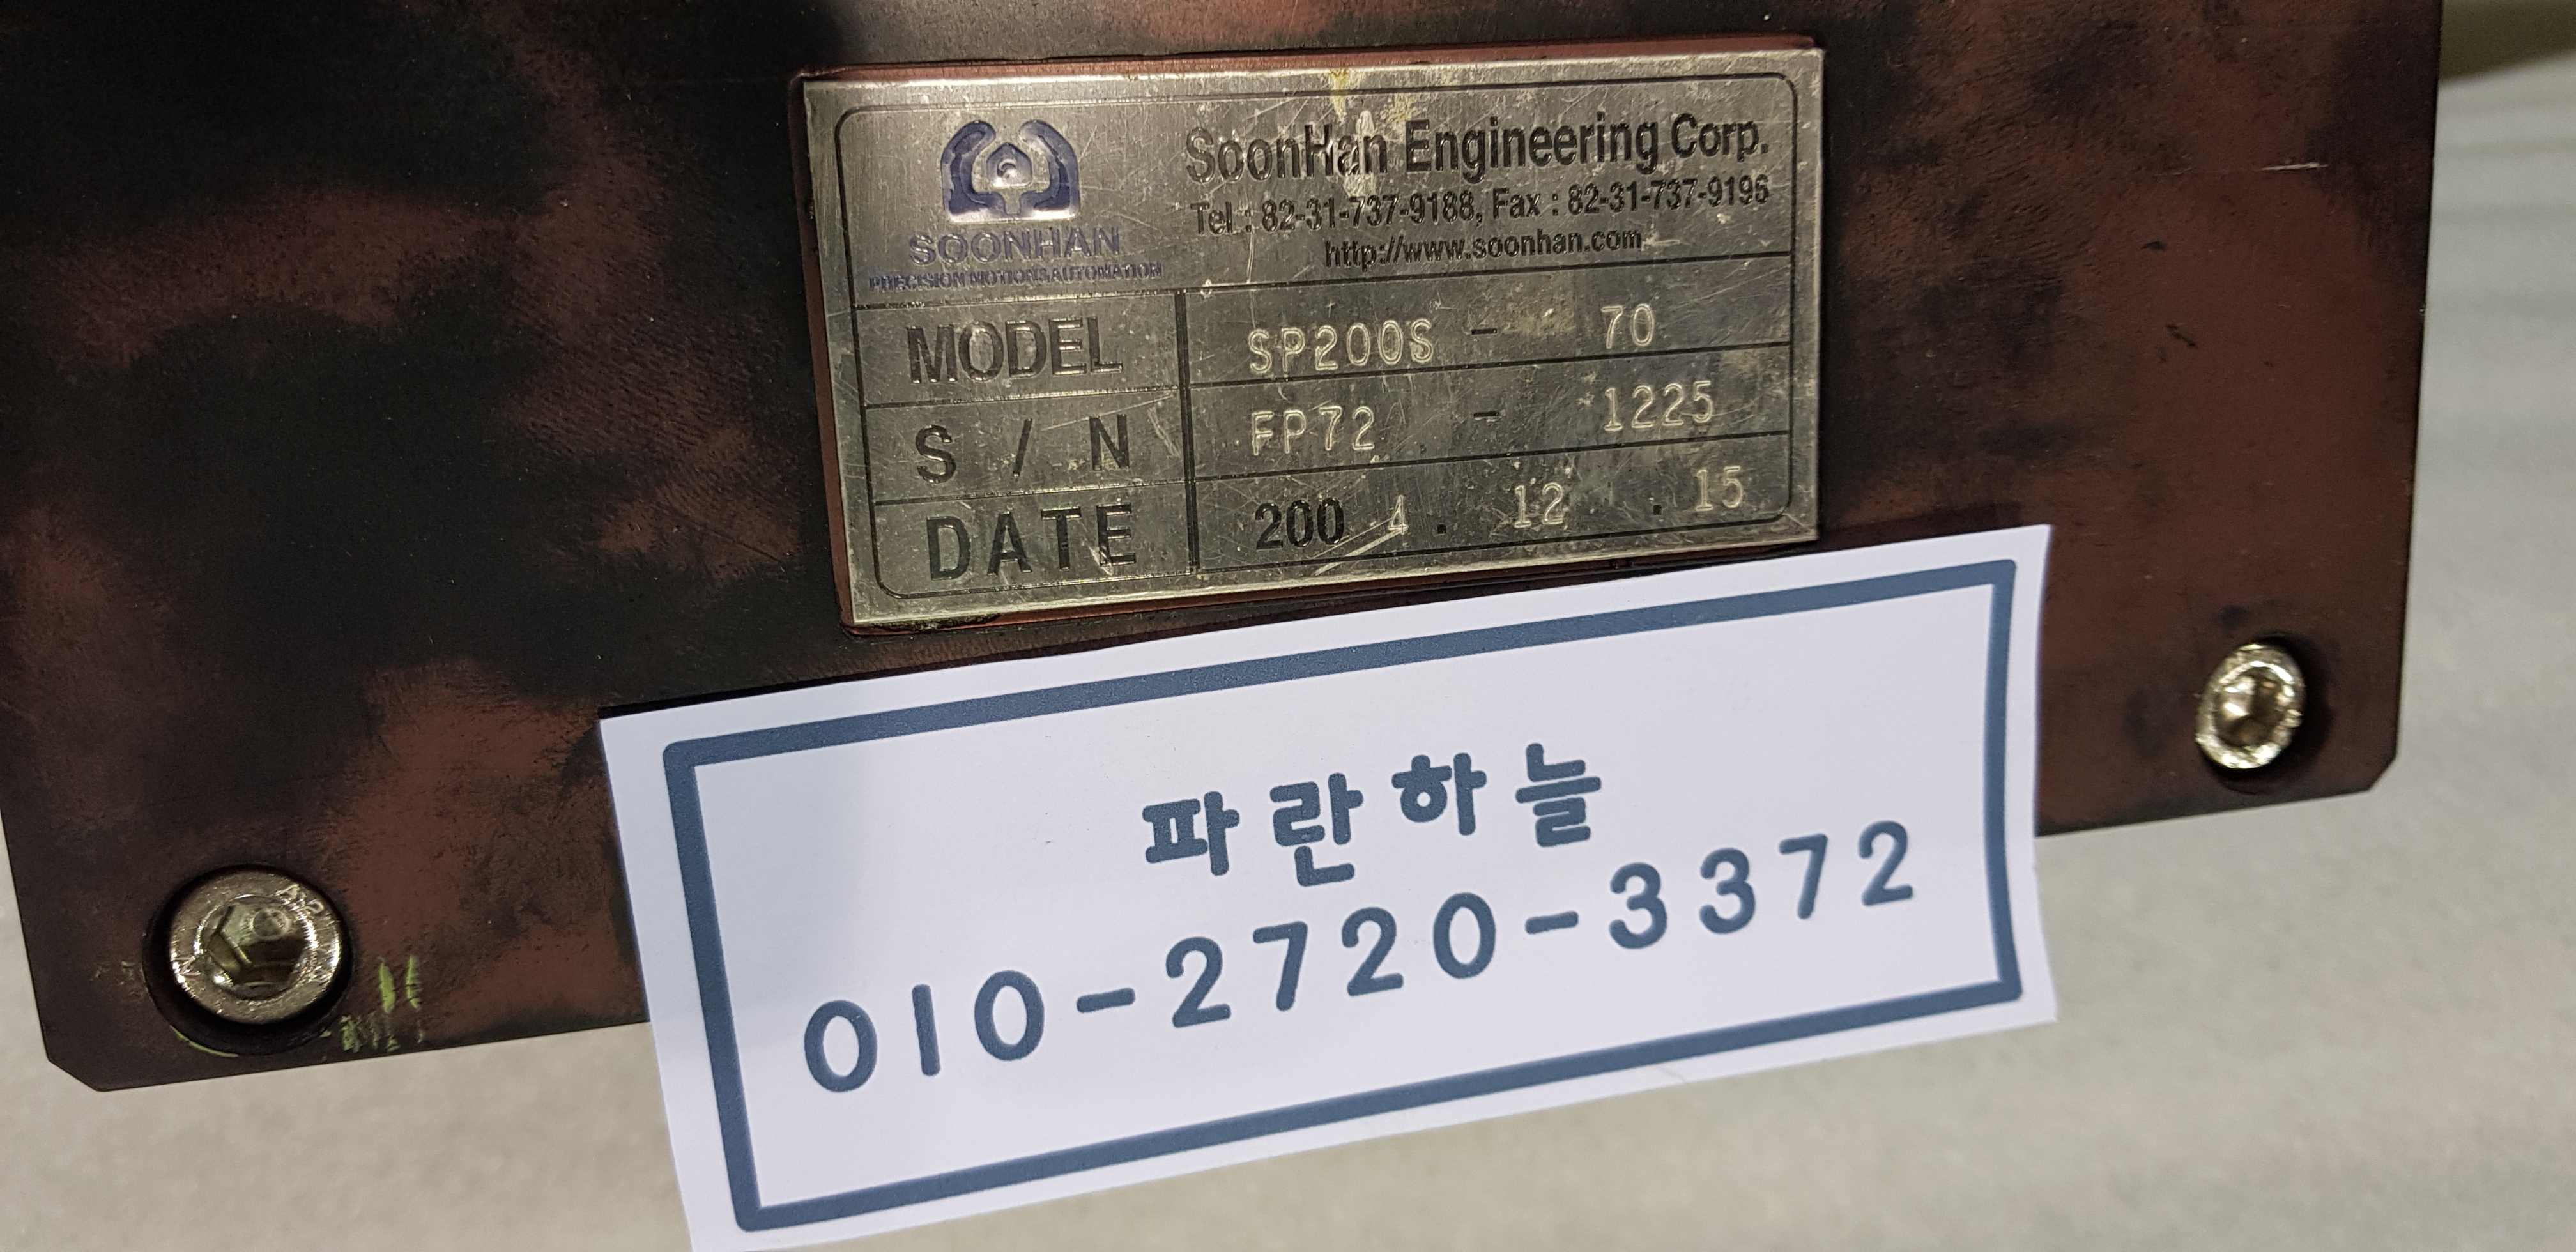 SOONHAN
PRECISION MOTION&AUTOMATION
SoonHan Engineering Corp.
Tel : 82-31-737-9188, Fax : 82-31-737-9196
http://www.soonhan.com
MODEL SP200S - 70
S / N FP72 - 1225
DATE 200 4 . 12 . 15
파란하늘
010-2720-3372